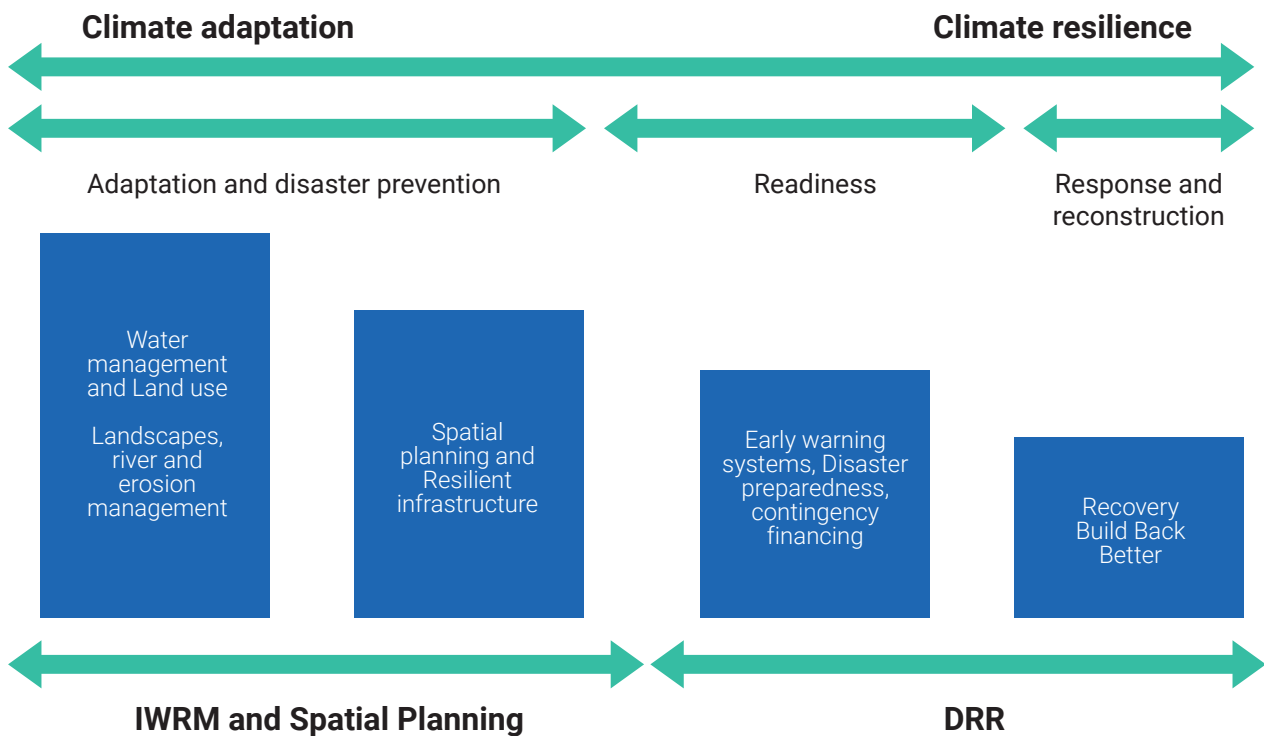 Climate adaptation
Climate resilience
Adaptation and disaster prevention
Readiness
Response and
reconstruction
Water
management
and Land use
Landscapes,
river and
erosion
management
Spatial
planning and
Resilient
infrastructure
Early warning
systems, Disaster
preparedness,
contingency
financing
Recovery
Build Back
Better
IWRM and Spatial Planning
DRR